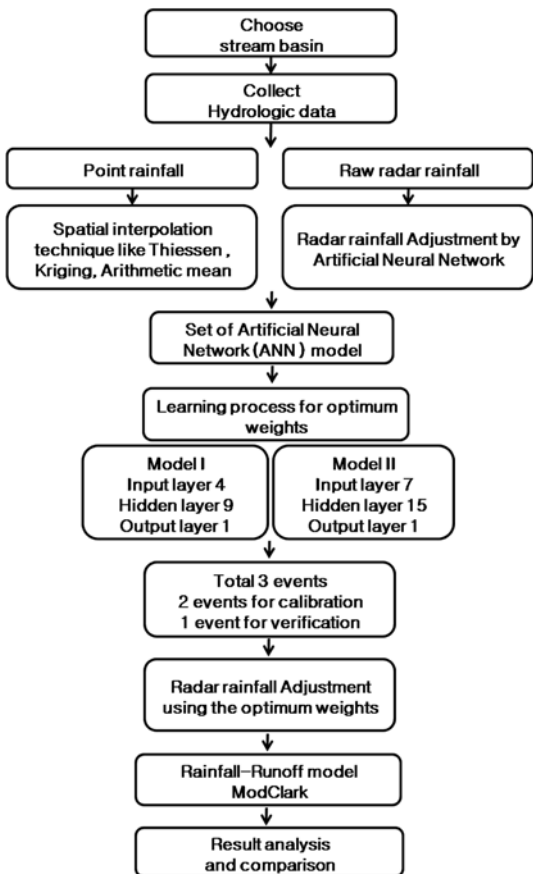 Choose
stream basin
Collect
Hydrologic data
Point rainfall
Raw radar rainfall
Spatial interpolation
technique like Thiessen ,
Kriging, Arithmetic mean
Radar rainfall Adjustment by
Artificial Neural Network
Set of Artificial Neural
Network (ANN ) model
Learning process for optimum
weights
Model I
Input layer 4
Hidden layer 9
Output layer 1
Model II
Input layer 7
Hidden layer 15
Output layer 1
Total 3 events
2 events for calibration
1 event for verification
Radar rainfall Adjustment
using the optimum weights
Rainfall-Runoff model
ModClark
Result analysis
and comparison